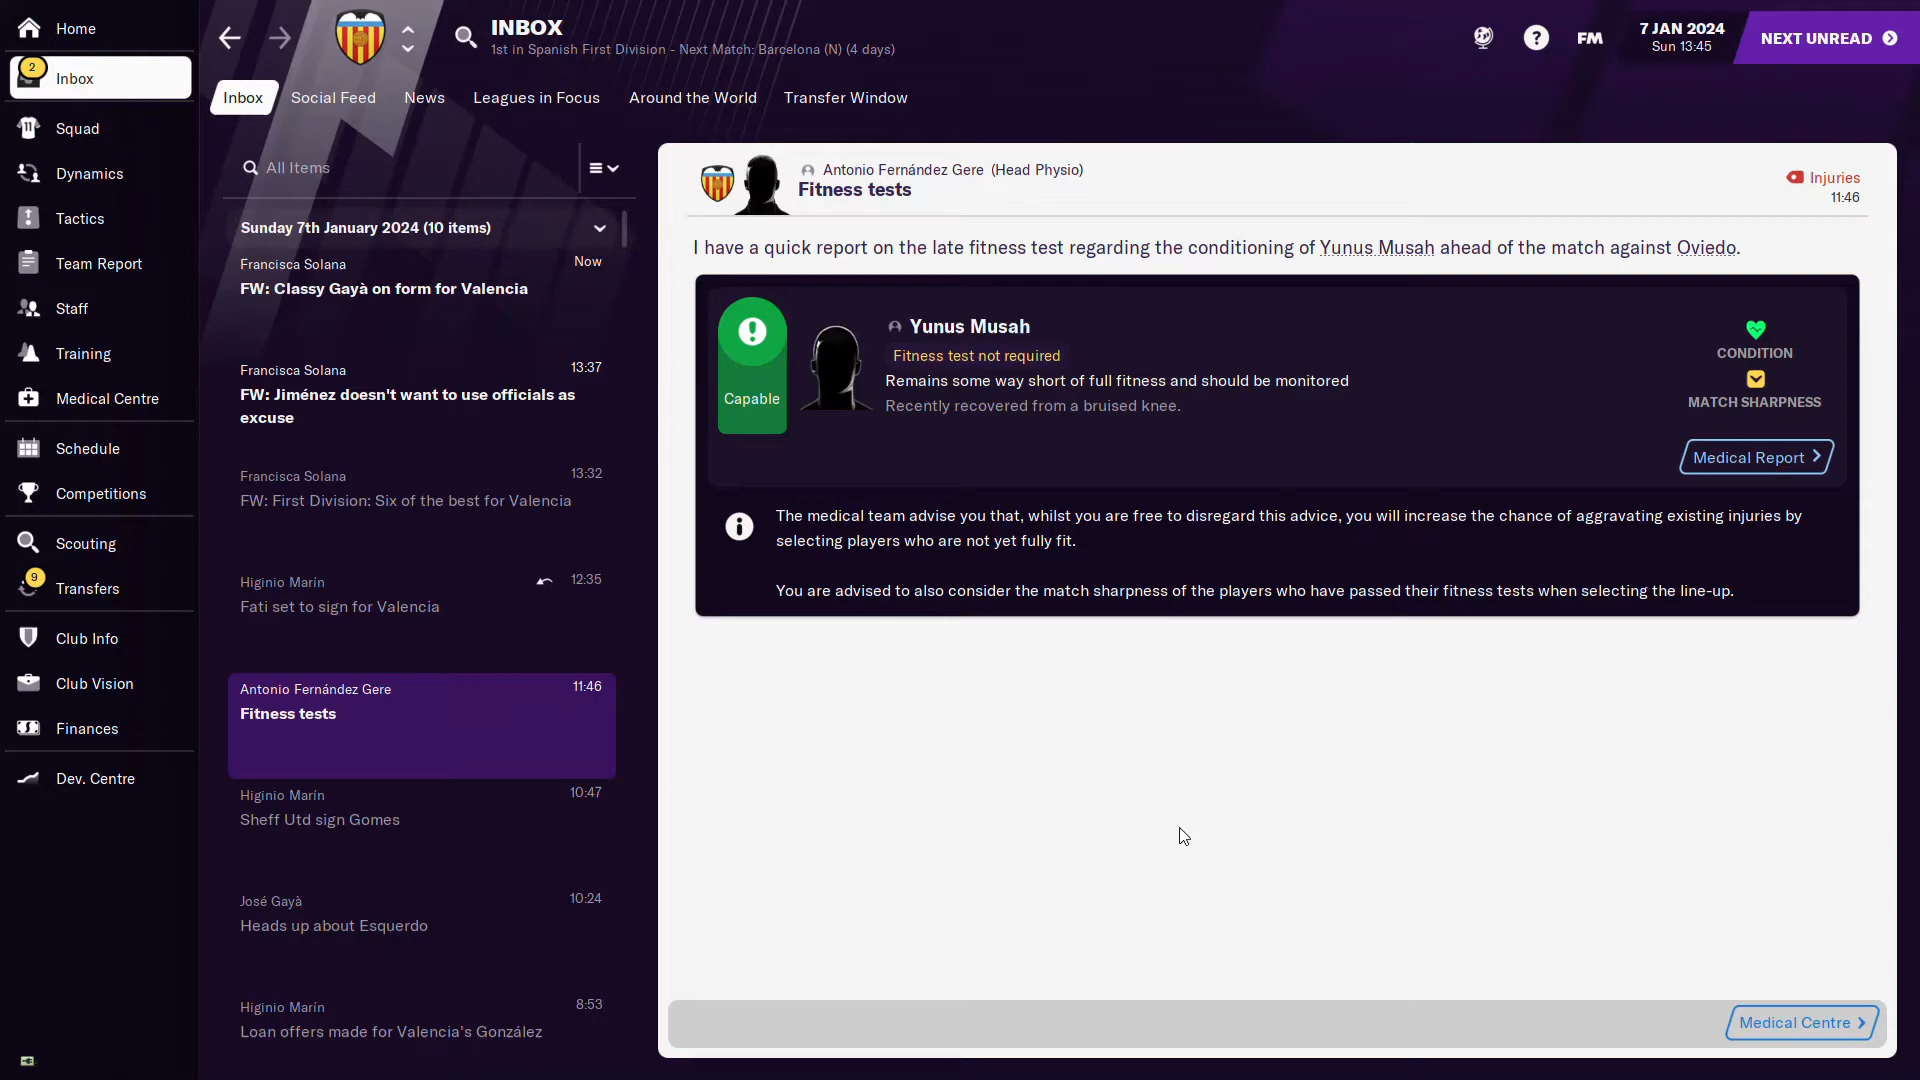 Home
2
Inbox
Squad
Dynamics
Tactics
Team Report
Staff
Training
Medical Centre
Schedule
Competitions
Scouting
9
Transfers
Club Info
Club Vision
Finances
Dev. Centre
INBOX
1st in Spanish First Division - Next Match: Barcelona (N) (4 days)
FM
7 JAN 2024
Sun 13:45
NEXT UNREAD
Inbox
Social Feed
News
Leagues in Focus
Around the World
Transfer Window
All Items
Sunday 7th January 2024 (10 items)
Francisca Solana
Now
FW: Classy Gayà on form for Valencia
Francisca Solana
13:37
FW: Jiménez doesn't want to use officials as
excuse
Francisca Solana
13:32
FW: First Division: Six of the best for Valencia
Higinio Marín
12:35
Fati set to sign for Valencia
Antonio Fernández Gere
11:46
Fitness tests
Higinio Marín
10:47
Sheff Utd sign Gomes
José Gayà
10:24
Heads up about Esquerdo
Higinio Marín
8:53
Loan offers made for Valencia's González
Antonio Fernández Gere (Head Physio)
Fitness tests
Injuries
11:46
I have a quick report on the late fitness test regarding the conditioning of Yunus Musah ahead of the match against Oviedo.
Capable
Yunus Musah
Fitness test not required
Remains some way short of full fitness and should be monitored
Recently recovered from a bruised knee.
CONDITION
MATCH SHARPNESS
Medical Report
The medical team advise you that, whilst you are free to disregard this advice, you will increase the chance of aggravating existing injuries by
selecting players who are not yet fully fit.
You are advised to also consider the match sharpness of the players who have passed their fitness tests when selecting the line-up.
Medical Centre